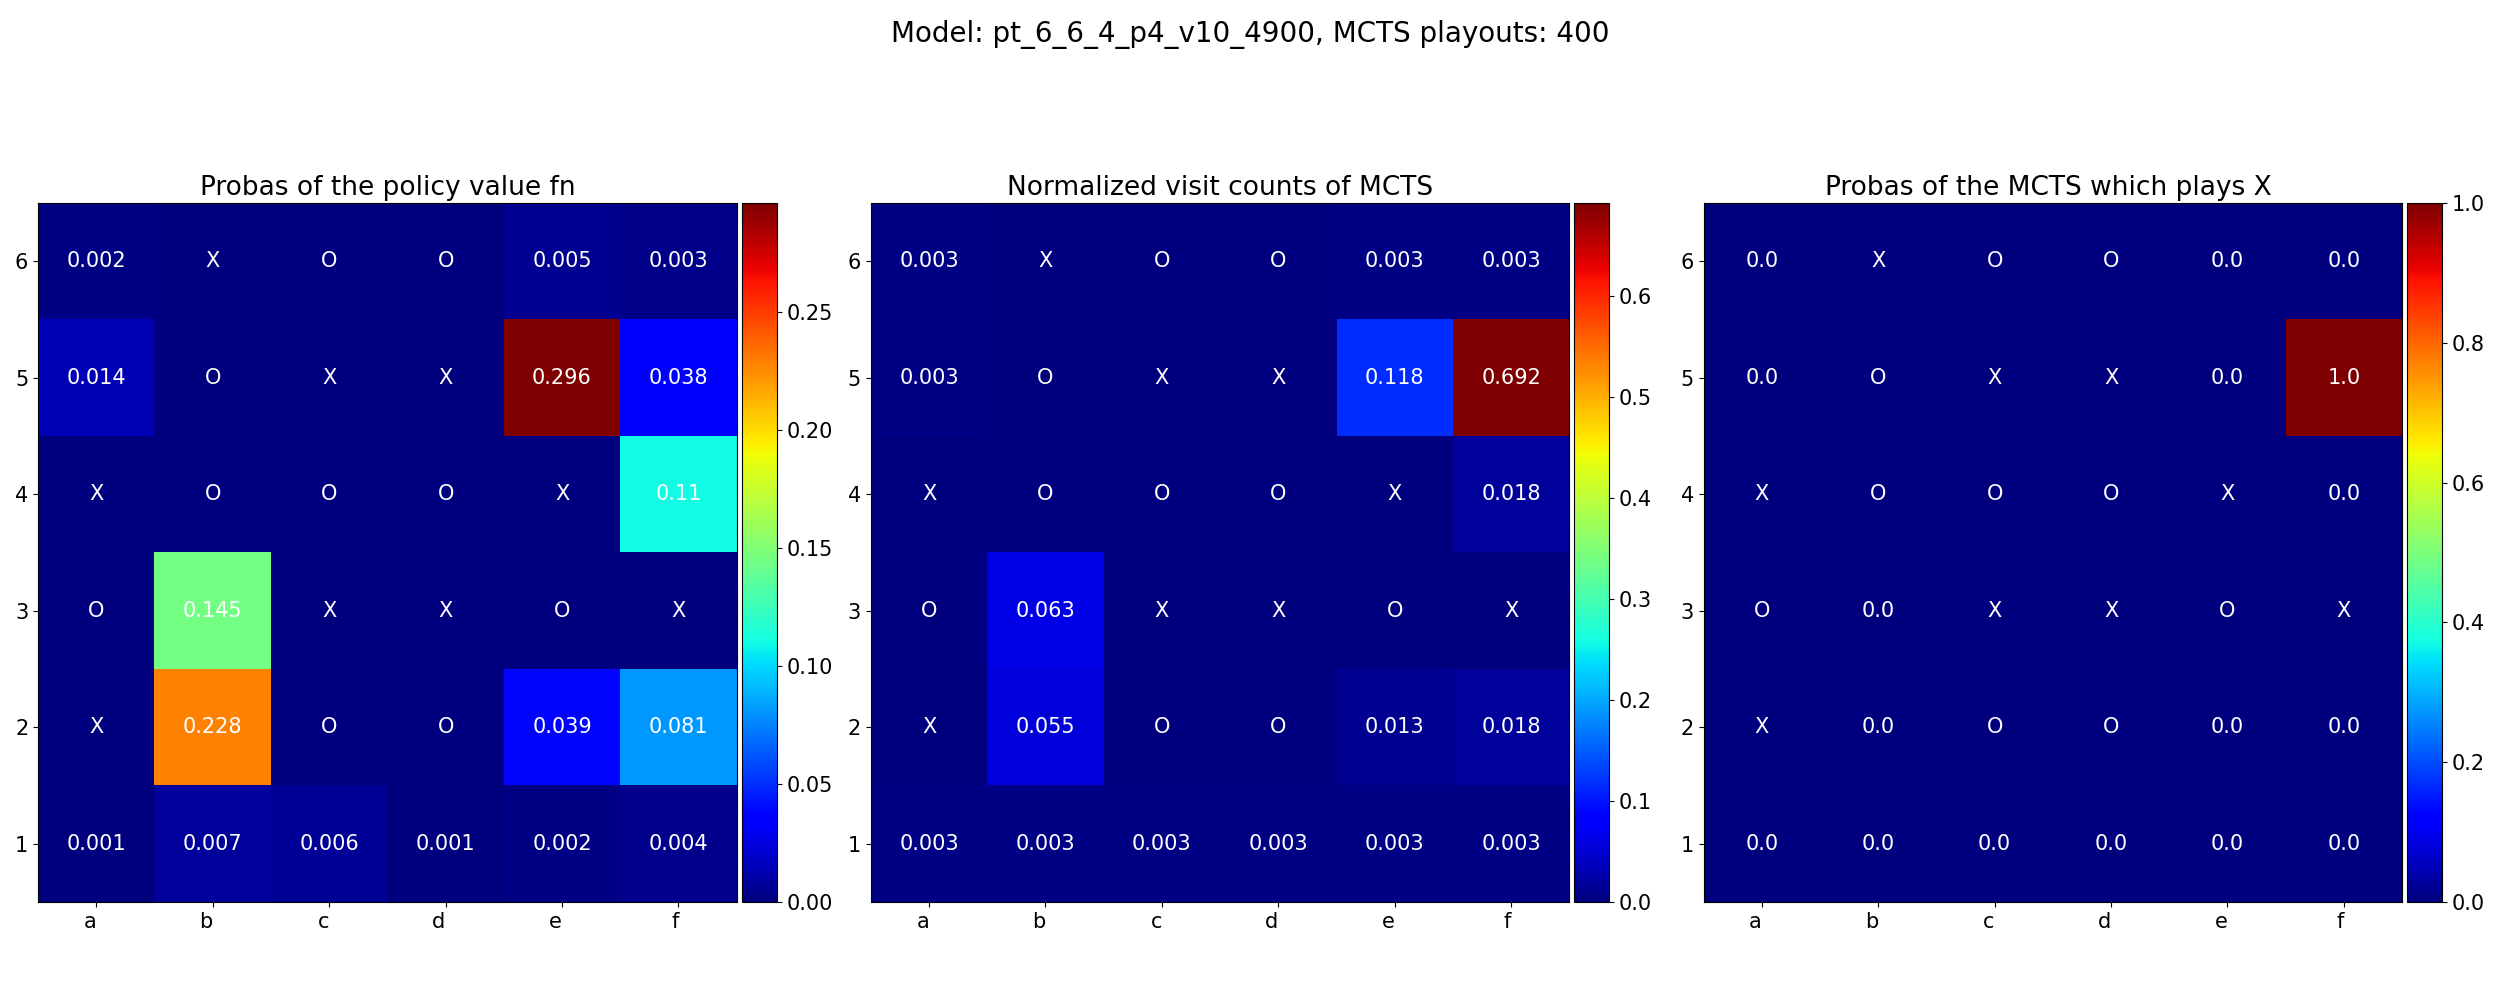 Model: pt_6_6_4_p4_v10_4900, MCTS playouts: 400
Probas of the policy value fn
6 0.002 X O O 0.005 0.003
5 0.014 O X X 0.296 0.038
4 X O O O X 0.11
3 O 0.145 X X O X
2 X 0.228 O O 0.039 0.081
1 0.001 0.007 0.006 0.001 0.002 0.004
a b c d e f
0.25
0.20
0.15
0.10
0.05
0.00
Normalized visit counts of MCTS
6 0.003 X O O 0.003 0.003
5 0.003 O X X 0.118 0.692
4 X O O O X 0.018
3 O 0.063 X X O X
2 X 0.055 O O 0.013 0.018
1 0.003 0.003 0.003 0.003 0.003 0.003
a b c d e f
0.6
0.5
0.4
0.3
0.2
0.1
0.0
Probas of the MCTS which plays X
6 0.0 X O O 0.0 0.0
5 0.0 O X X 0.0 1.0
4 X O O O X 0.0
3 O 0.0 X X O X
2 X 0.0 O O 0.0 0.0
1 0.0 0.0 0.0 0.0 0.0 0.0
a b c d e f
1.0
0.8
0.6
0.4
0.2
0.0